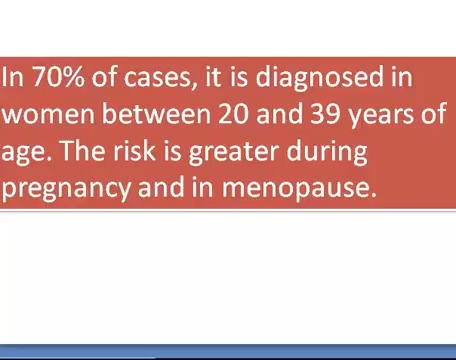 In 70% of cases, it is diagnosed in
women between 20 and 39 years of
age. The risk is greater during
pregnancy and in menopause.